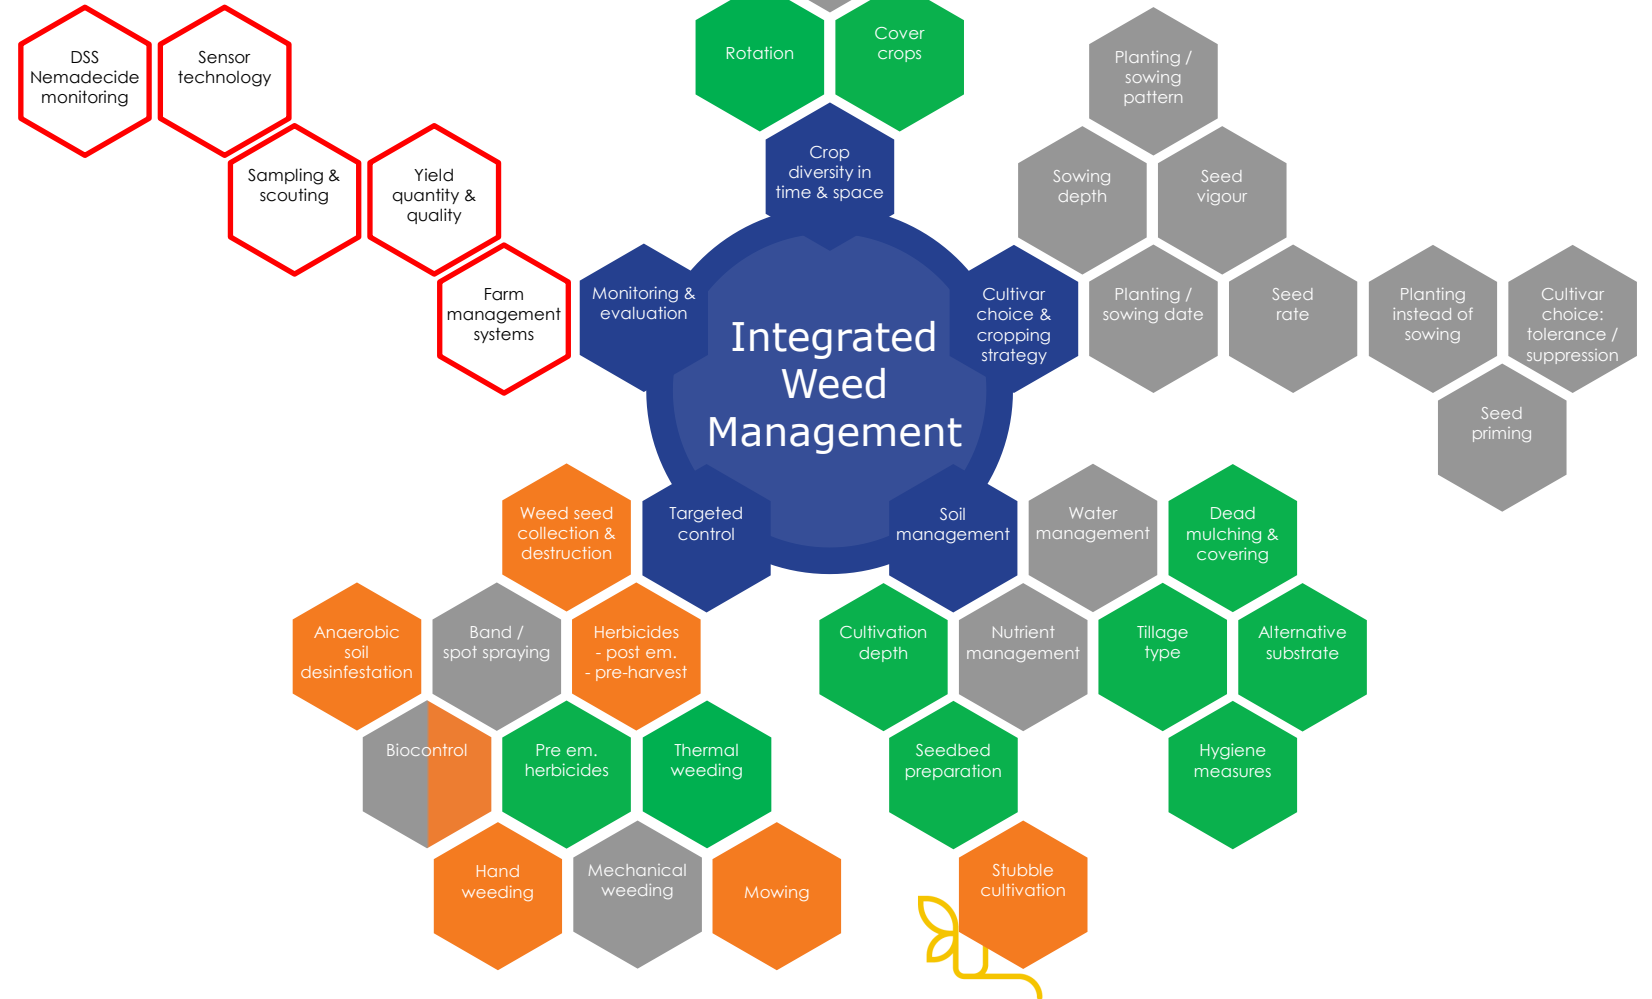 DSS
Nemadecide
monitoring
Sensor
technology
Rotation
Cover
crops
Planting /
sowing
pattern
Sampling &
scouting
Yield
quantity &
quality
Crop
diversity in
time & space
Sowing
depth
Seed
vigour
Farm
management
systems
Monitoring &
evaluation
Integrated
Weed
Management
Cultivar
choice &
cropping
strategy
Planting /
sowing date
Seed
rate
Planting
instead of
sowing
Cultivar
choice:
tolerance /
suppression
Seed
priming
Weed seed
collection &
destruction
Targeted
control
Soil
management
Water
management
Dead
mulching &
covering
Anaerobic
soil
desinfestation
Band /
spot spraying
Herbicides
- post em.
- pre-harvest
Cultivation
depth
Nutrient
management
Tillage
type
Alternative
substrate
Biocontrol
Pre em.
herbicides
Thermal
weeding
Seedbed
preparation
Hygiene
measures
Hand
weeding
Mechanical
weeding
Mowing
Stubble
cultivation